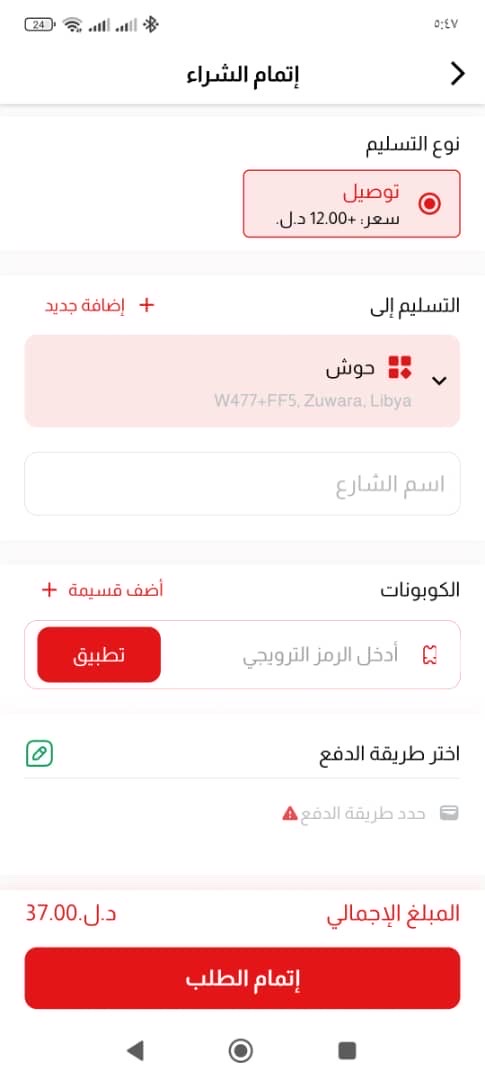 ٥:٤٧
24
إتمام الشراء
نوع التسليم
توصيل
سعر: +12.00 د.ل.
التسليم إلى
+ إضافة جديد
حوش
W477+FF5, Zuwara, Libya
اسم الشارع
الكوبونات
أضف قسيمة +
أدخل الرمز الترويجي
تطبيق
اختر طريقة الدفع
حدد طريقة الدفع
المبلغ الإجمالي
د.ل.37.00
إتمام الطلب